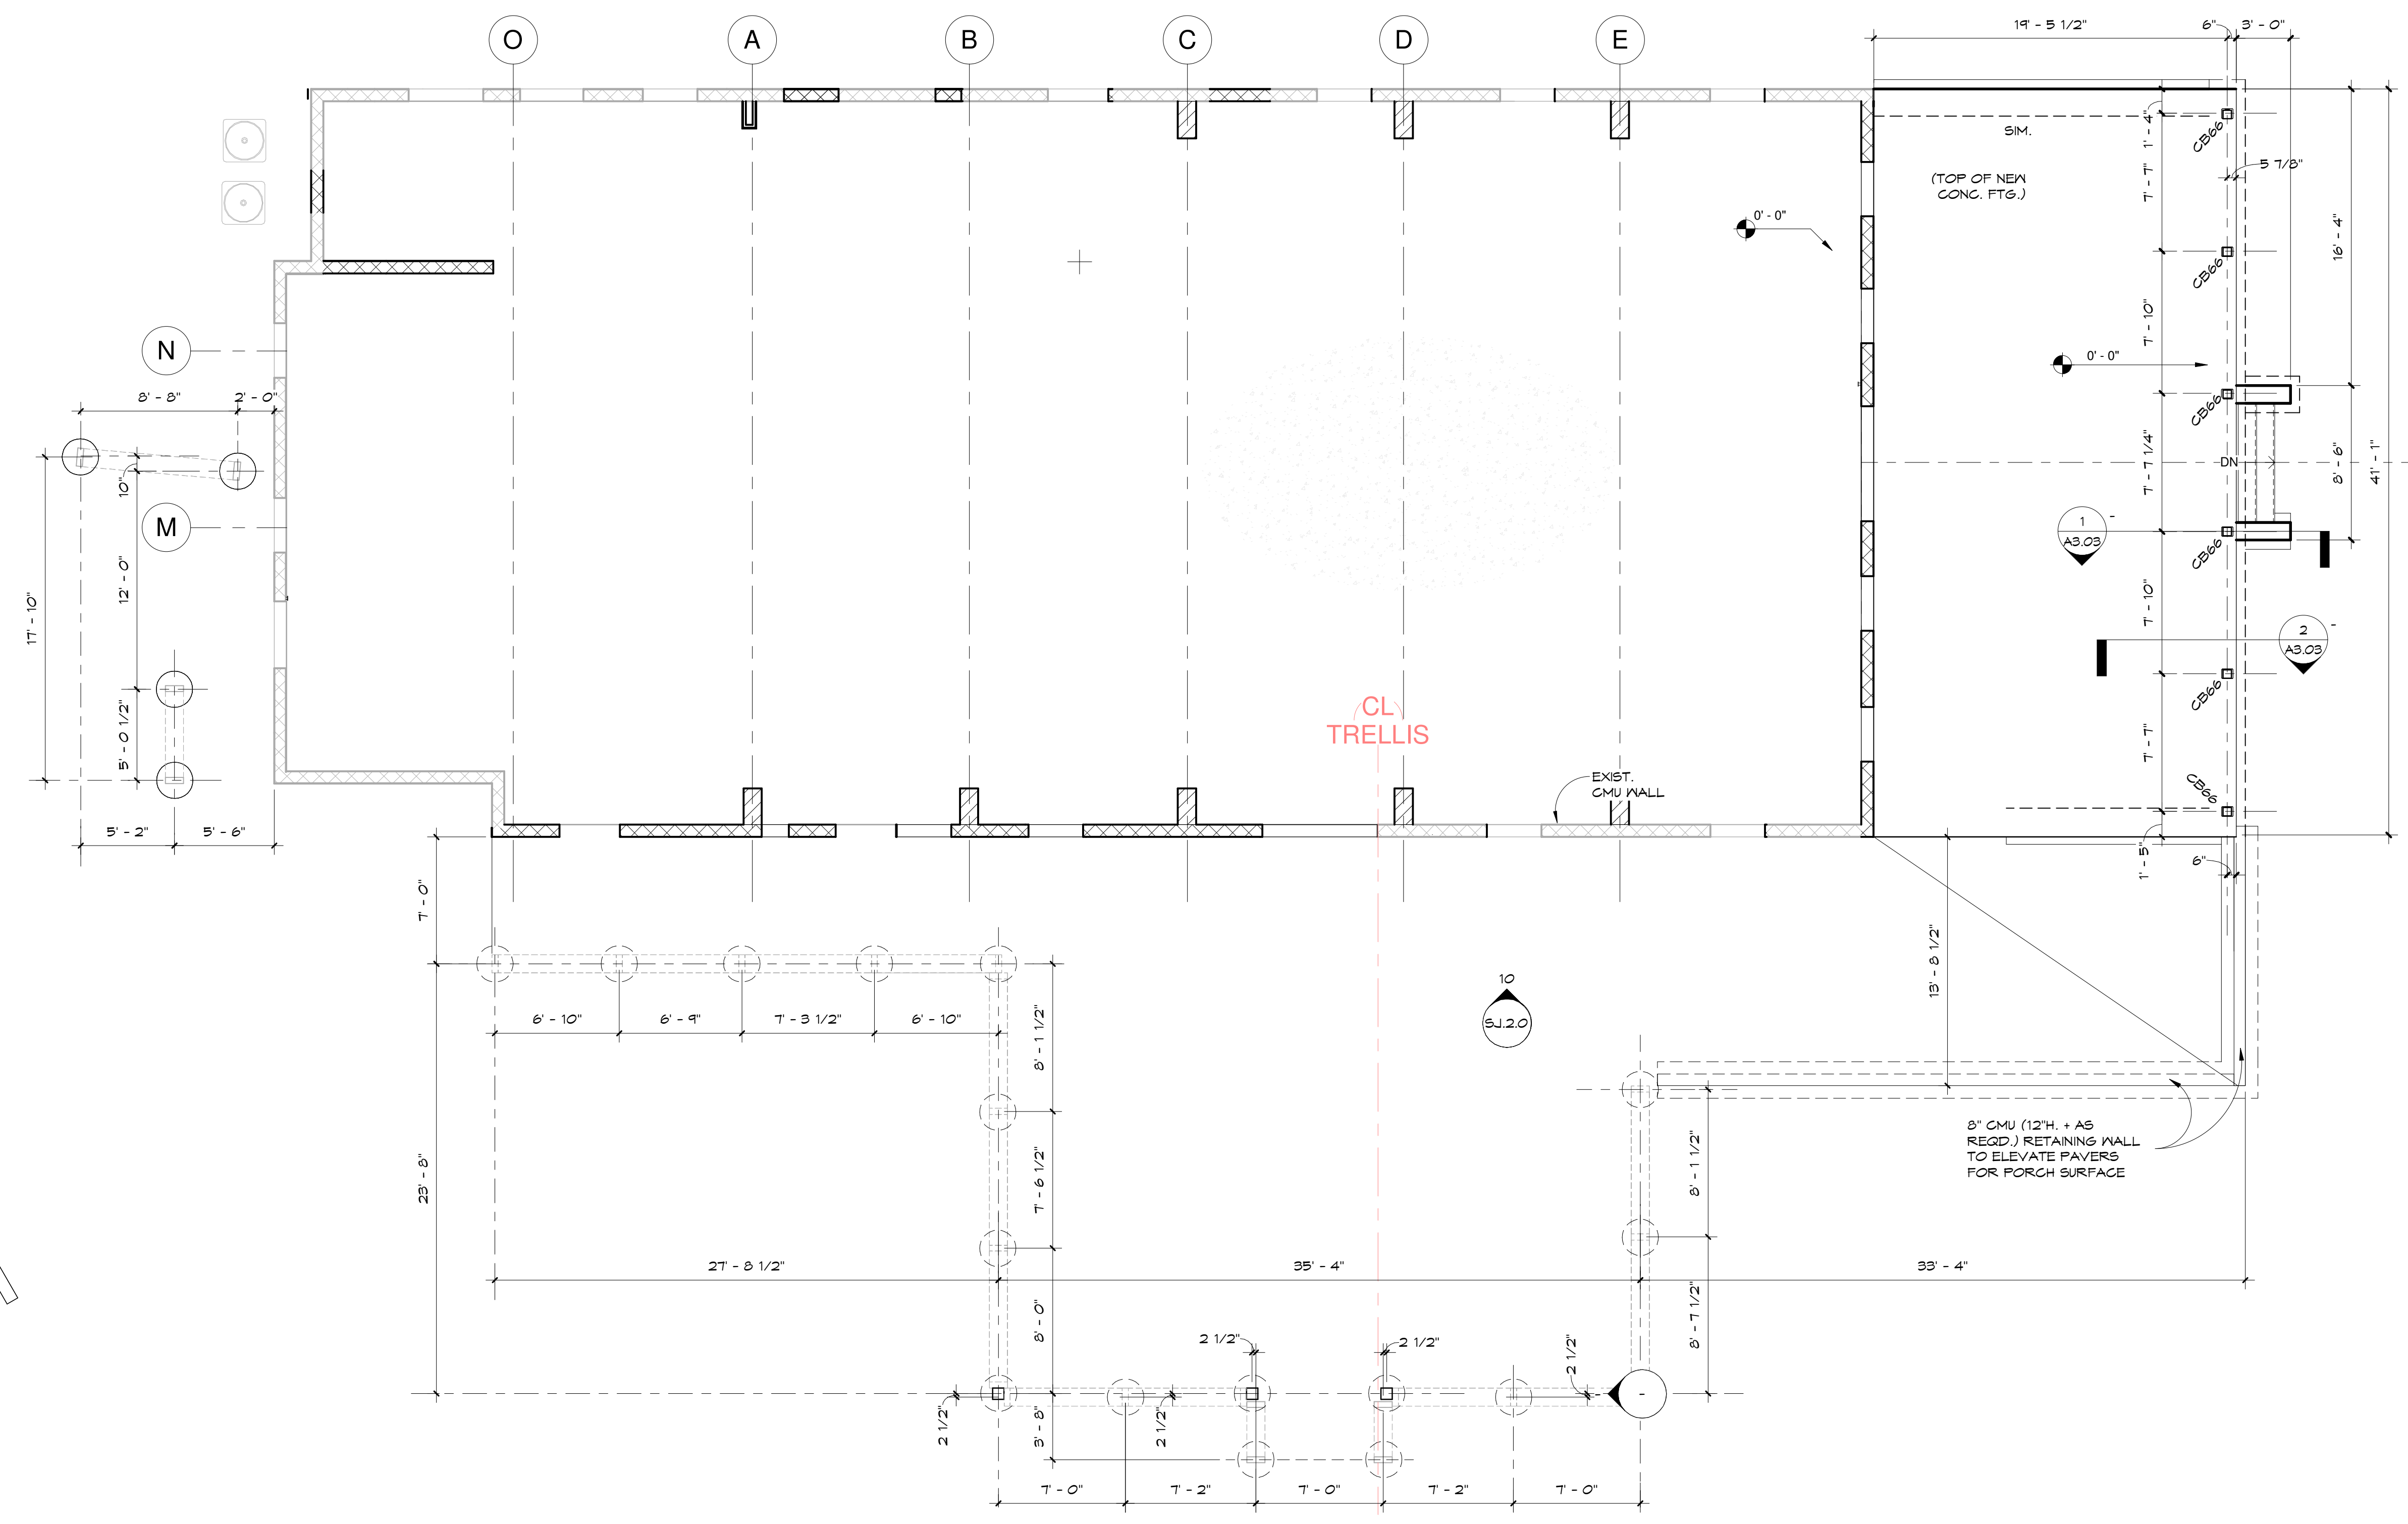 O
A
B
C
D
E
19' - 5 1/2"
6"
3' - 0"
SIM.
(TOP OF NEW
CONC. FTG.)
0' - 0"
1' - 4"
7' - 7"
CB66
5 7/8"
CB66
16' - 4"
7' - 10"
0' - 0"
N
8' - 8"
2' - 0"
CB66
7' - 7 1/4"
DN
8' - 6"
41' - 1"
10"
M
1
A3.03
-
CB66
12' - 0"
17' - 10"
7' - 10"
2
A3.03
-
CB66
5' - 0 1/2"
CL
TRELLIS
7' - 7"
EXIST.
CMU WALL
CB66
5' - 2"
5' - 6"
1' - 5"
6"
7' - 0"
13' - 8 1/2"
10
SJ.2.0
6' - 10"
6' - 9"
7' - 3 1/2"
6' - 10"
8' - 1 1/2"
8" CMU (12"H. + AS
REQD.) RETAINING WALL
TO ELEVATE PAVERS
FOR PORCH SURFACE
23' - 8"
7' - 6 1/2"
8' - 1 1/2"
27' - 8 1/2"
35' - 4"
33' - 4"
8' - 0"
8' - 7 1/2"
2 1/2"
2 1/2"
2 1/2"
-
-
2 1/2"
2 1/2"
3' - 8"
7' - 0"
7' - 2"
7' - 0"
7' - 2"
7' - 0"